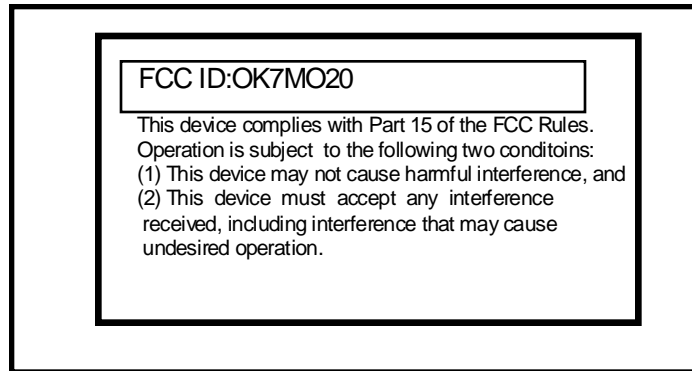 FCC ID:OK7MO20
This device complies with Part 15 of the FCC Rules.
Operation is subject to the following two conditoins:
(1) This device may not cause harmful interference, and
(2) This device must accept any interference
received, including interference that may cause
undesired operation.